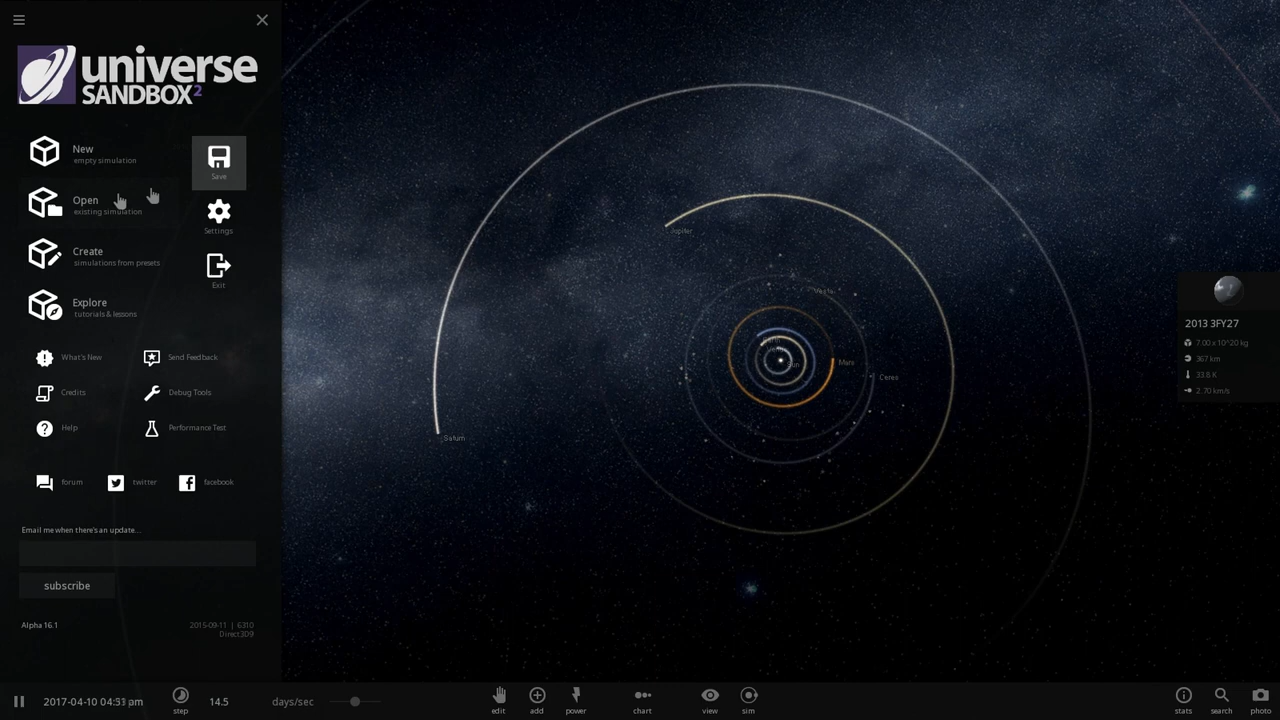 universe
SANDBOX2
New
empty simulation
Save
Open
existing simulation
Settings
Create
simulations from presets
Exit
Explore
tutorials & lessons
What's New
Send Feedback
Credits
Debug Tools
Help
Performance Test
forum
twitter
facebook
Email me when there's an update...
subscribe
Alpha 16.1
2015-09-11 | 6310
Direct3D9
Jupiter
Vesta
Sun
Mars
Ceres
Saturn
2013 3FY27
7.00 x 10^20 kg
367 km
33.8 K
2.70 km/s
2017-04-10 pm
step
14.5
days/sec
edit
add
power
chart
view
sim
stats
search
photo